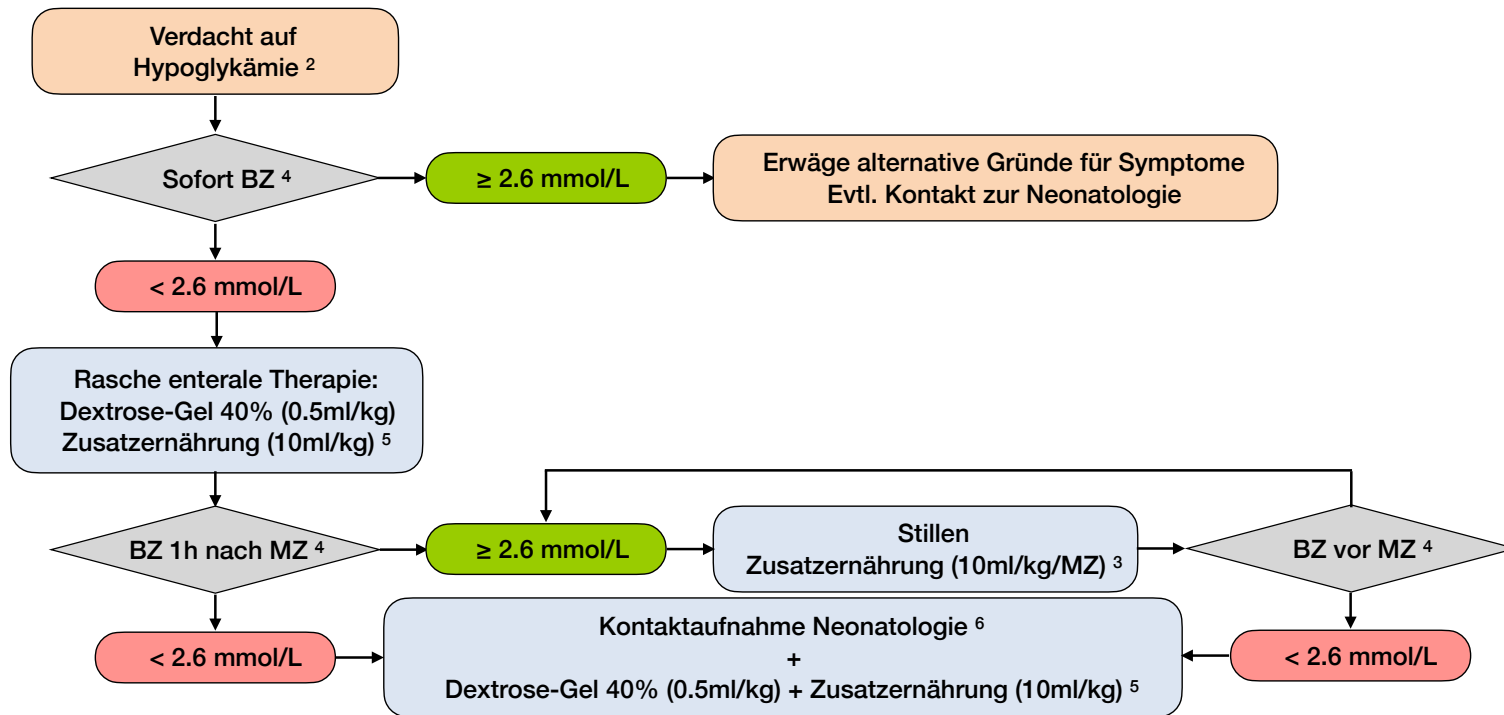 Verdacht auf
Hypoglykämie ²
Sofort BZ ⁴
≥ 2.6 mmol/L
Erwäge alternative Gründe für Symptome
Evtl. Kontakt zur Neonatologie
< 2.6 mmol/L
Rasche enterale Therapie:
Dextrose-Gel 40% (0.5ml/kg)
Zusatzernährung (10ml/kg) ⁵
BZ 1h nach MZ ⁴
≥ 2.6 mmol/L
Stillen
Zusatzernährung (10ml/kg/MZ) ³
BZ vor MZ ⁴
< 2.6 mmol/L
Kontaktaufnahme Neonatologie ⁶
+
Dextrose-Gel 40% (0.5ml/kg) + Zusatzernährung (10ml/kg) ⁵
< 2.6 mmol/L